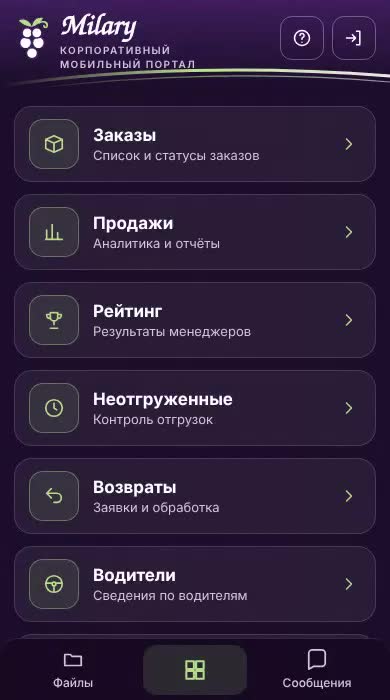 Milary
КОРПОРАТИВНЫЙ
МОБИЛЬНЫЙ ПОРТАЛ
Заказы
Список и статусы заказов
Продажи
Аналитика и отчёты
Рейтинг
Результаты менеджеров
Неотгруженные
Контроль отгрузок
Возвраты
Заявки и обработка
Водители
Сведения по водителям
Файлы
Сообщения